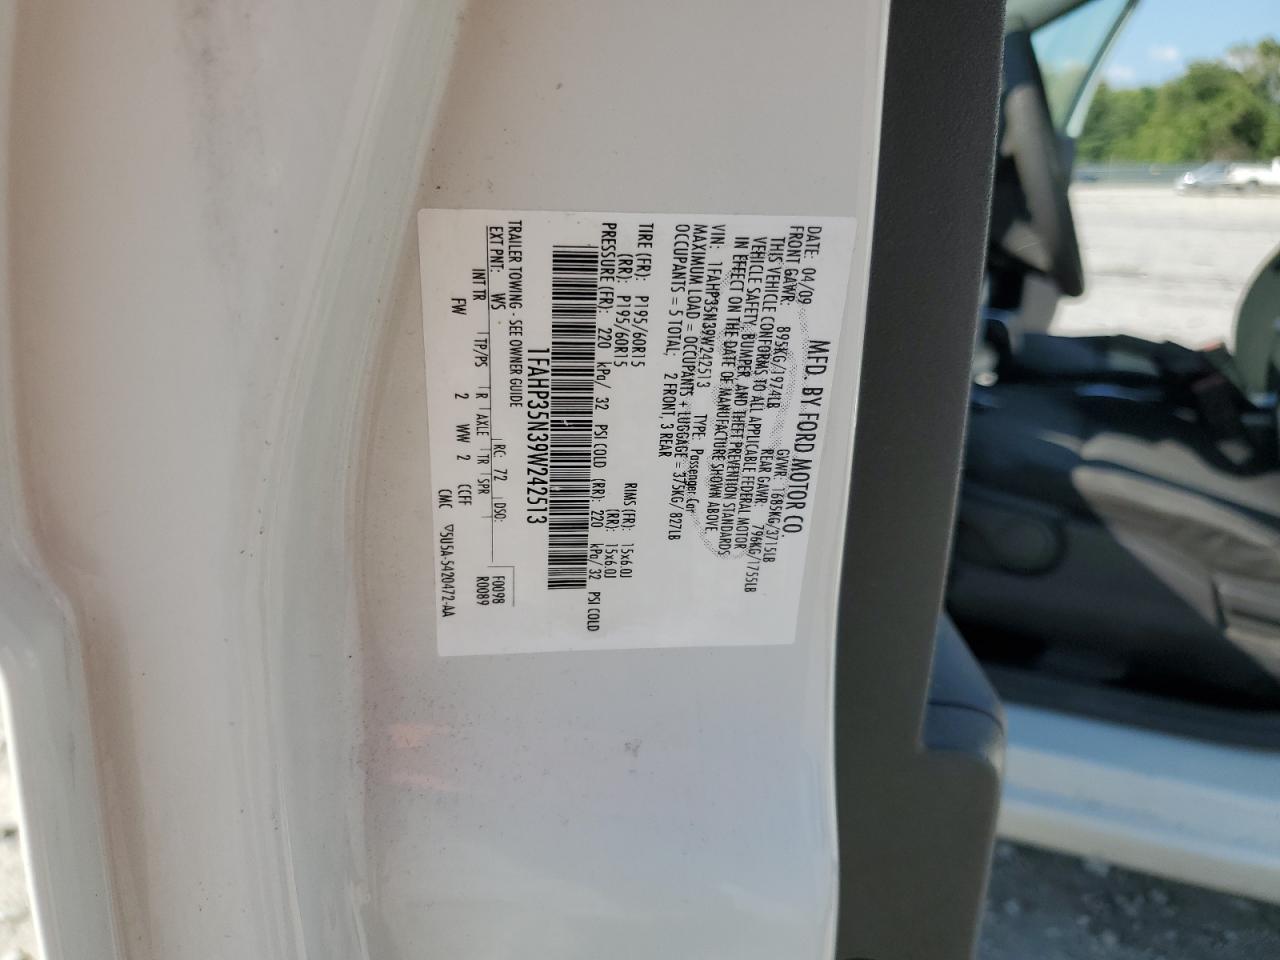 MFD. BY FORD MOTOR CO.
DATE: 04/09 GVWR: 1685KG/3715LB
FRONT GAWR: 895KG/1974LB REAR GAWR: 796KG/1755LB
THIS VEHICLE CONFORMS TO ALL APPLICABLE FEDERAL MOTOR
VEHICLE SAFETY, BUMPER, AND THEFT PREVENTION STANDARDS
IN EFFECT ON THE DATE OF MANUFACTURE SHOWN ABOVE
VIN: 1FAHP35N39W242513 TYPE: Passenger Car
MAXIMUM LOAD = OCCUPANTS + LUGGAGE = 375KG/827LB
OCCUPANTS = 5 TOTAL; 2 FRONT, 3 REAR
TIRE (FR): P195/60R15 RIMS (FR): 15x6.0J
(RR): P195/60R15 (RR): 15x6.0J
PRESSURE (FR): 220 kPa/ 32 PSI COLD (RR): 220 kPa/ 32 PSI COLD
1FAHP35N39W242513
TRAILER TOWING - SEE OWNER GUIDE
EXT PNT: WS RC: 72 DSO: F0098
R0089
INT TR TP/PS R AXLE TR SPR
FW 2 WW 2 CCFF
CMC ▽5U5A-5420472-AA